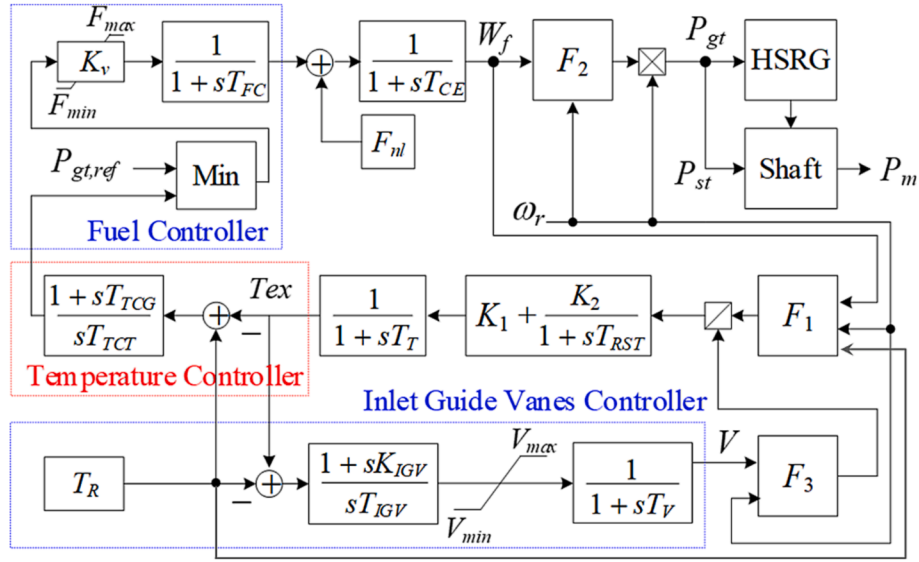 F_max
K_v
F_min
1
1 + sT_FC
+
1
1 + sT_CE
F_nl
W_f
F_2
P_gt
HSRG
P_gt,ref
Min
Fuel Controller
ω_r
P_st
Shaft
P_m
1 + sT_TCG
sT_TCT
+
−
Tex
1
1 + sT_T
K_1 + K_2
1 + sT_RST
F_1
Temperature Controller
Inlet Guide Vanes Controller
T_R
−
+
1 + sK_IGV
sT_IGV
V_max
V_min
1
1 + sT_V
V
F_3